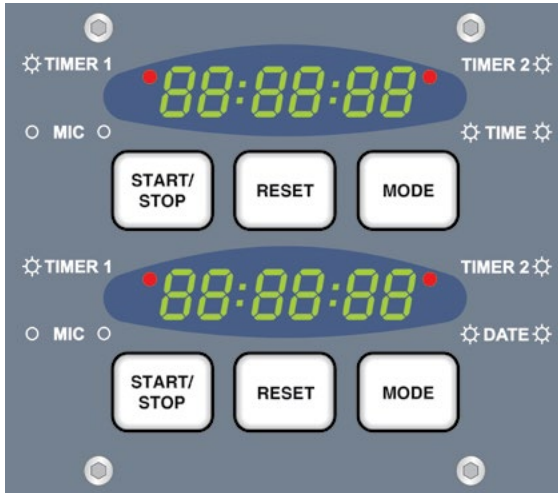 TIMER 1
88:88:88
TIMER 2
MIC
TIME
START/
STOP
RESET
MODE
TIMER 1
88:88:88
TIMER 2
MIC
DATE
START/
STOP
RESET
MODE